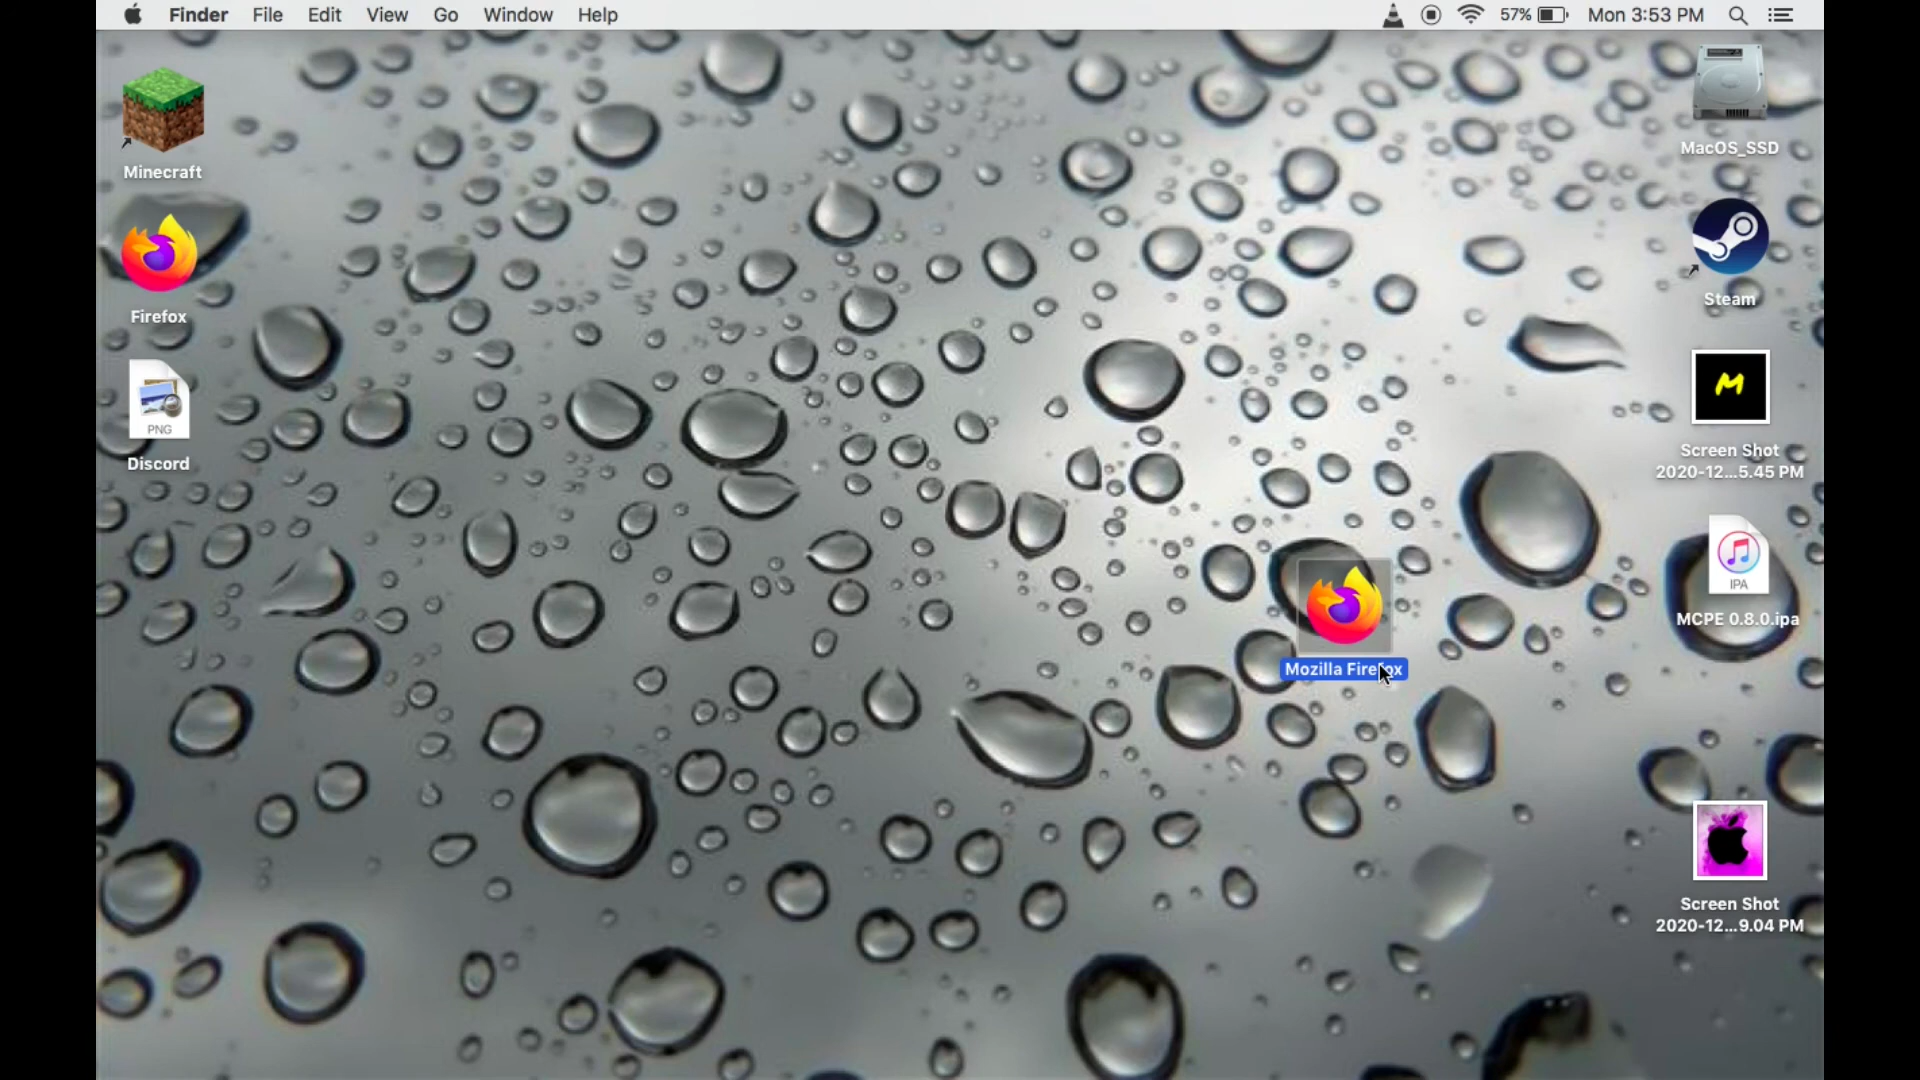 Finder File Edit View Go Window Help 57% Mon 3:53 PM
Minecraft
Firefox
PNG
Discord
MacOS_SSD
Steam
M
Screen Shot
2020-12...5.45 PM
IPA
MCPE 0.8.0.ipa
Mozilla Firefox
Screen Shot
2020-12...9.04 PM